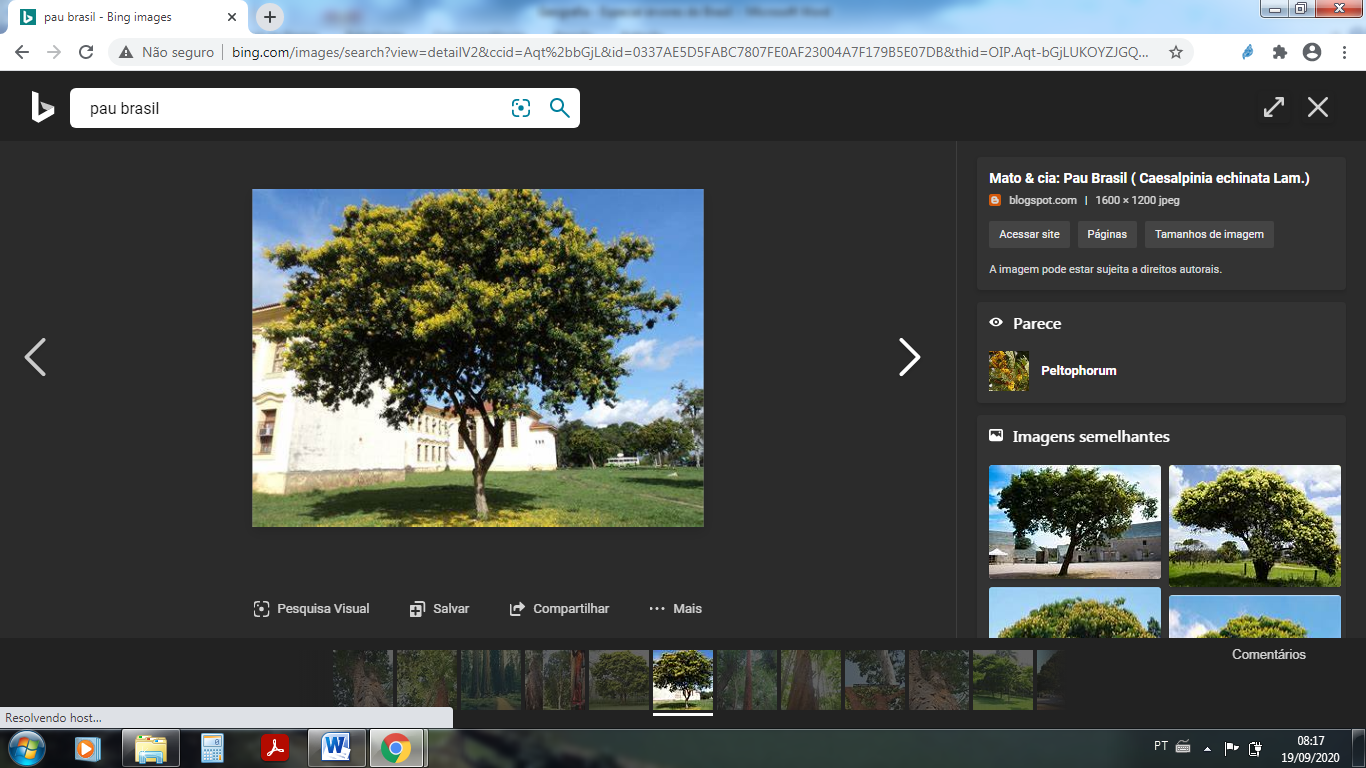 pau brasil - Bing images
Não seguro
bing.com/images/search?view=detailV2&ccid=Aqt%2bbGjL&id=0337AE5D5FABC7807FE0AF23004A7F179B5E07DB&thid=OIP.Aqt-bGjLUKOYZJGQ...
pau brasil
Mato & cia: Pau Brasil ( Caesalpinia echinata Lam.)
blogspot.com | 1600 × 1200 jpeg
Acessar site Páginas Tamanhos de imagem
A imagem pode estar sujeita a direitos autorais.
Parece
Peltophorum
Imagens semelhantes
Pesquisa Visual Salvar Compartilhar Mais
Comentários
Resolvendo host...
PT
08:17
19/09/2020